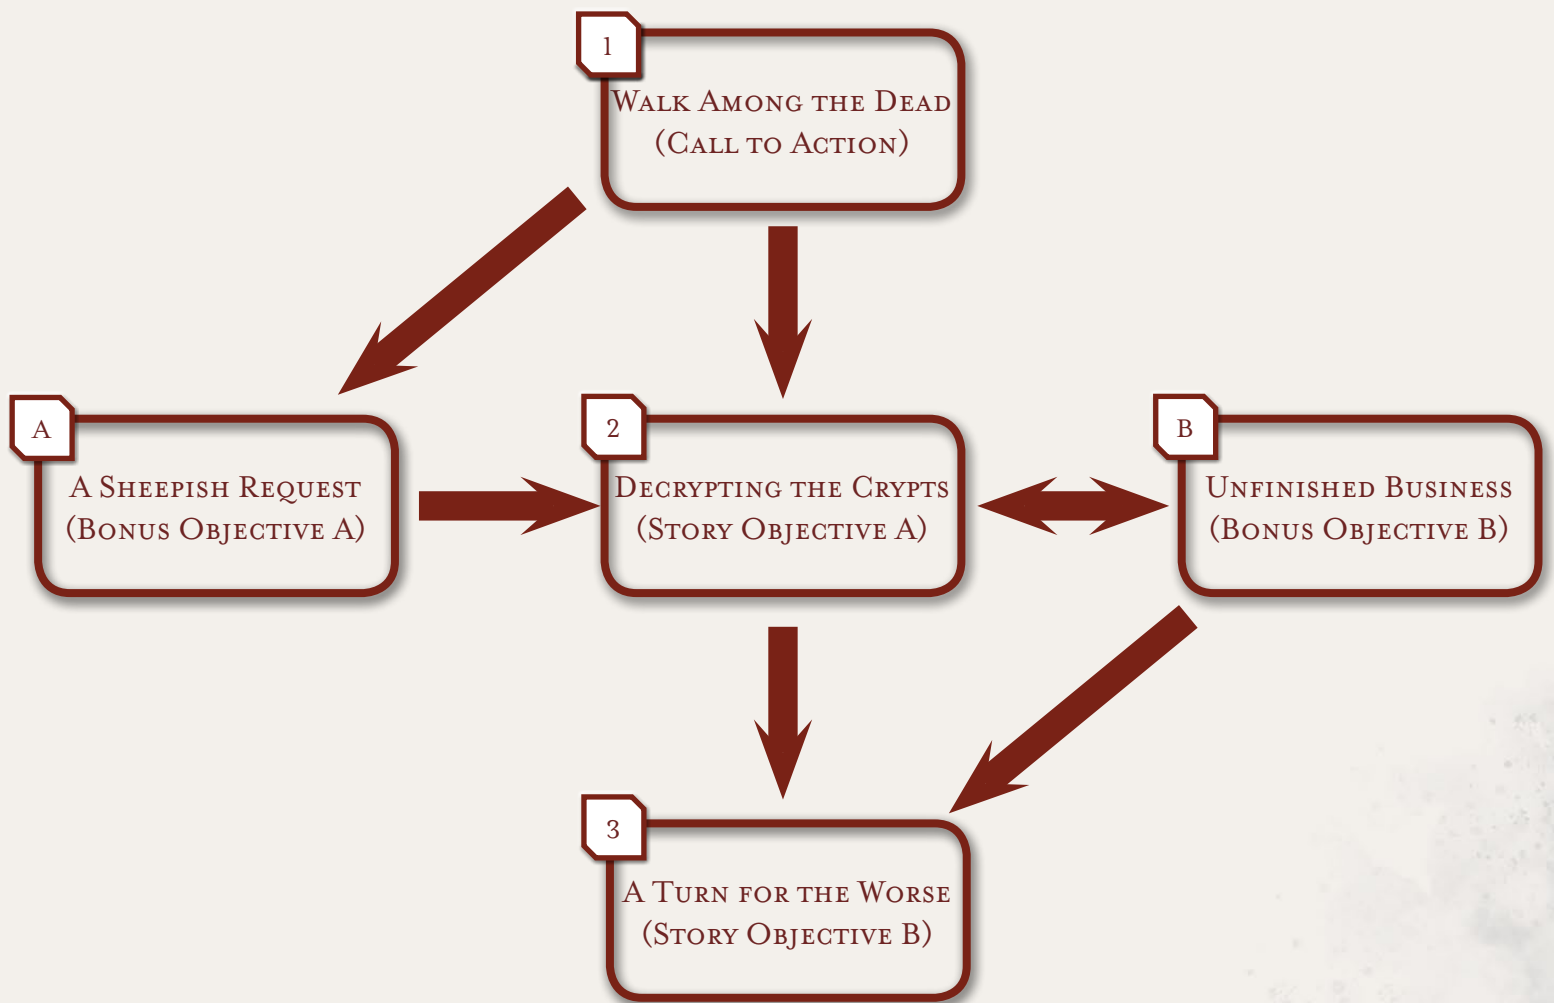 1
Walk Among the Dead
(Call to Action)
A
A Sheepish Request
(Bonus Objective A)
2
Decrypting the Crypts
(Story Objective A)
B
Unfinished Business
(Bonus Objective B)
3
A Turn for the Worse
(Story Objective B)